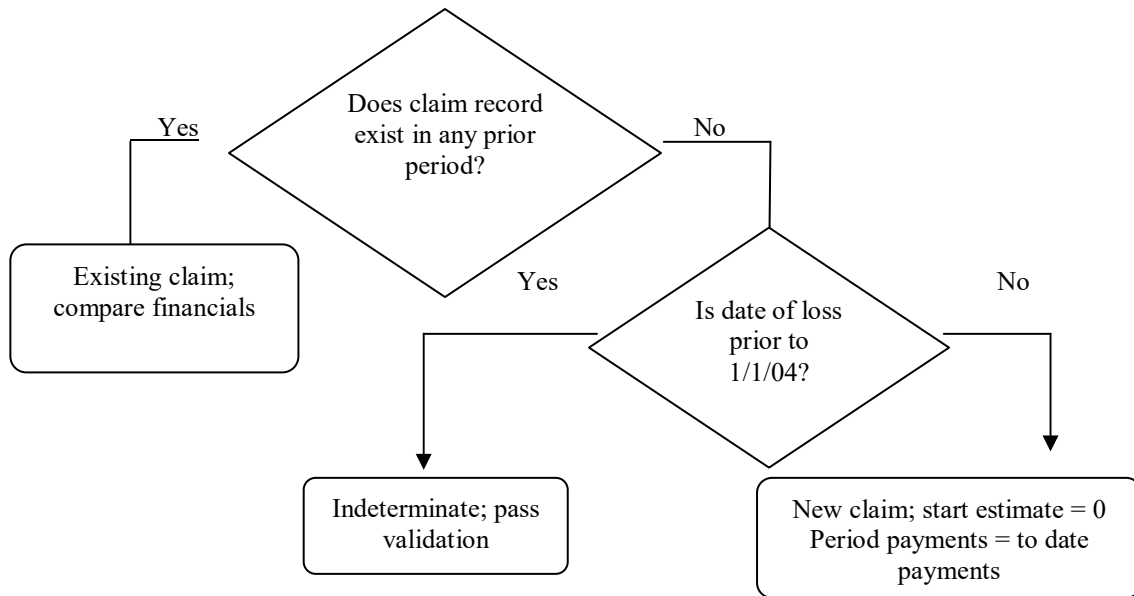 Does claim record
exist in any prior
period?
Yes
No
Existing claim;
compare financials
Yes
No
Is date of loss
prior to
1/1/04?
Indeterminate; pass
validation
New claim; start estimate = 0
Period payments = to date
payments